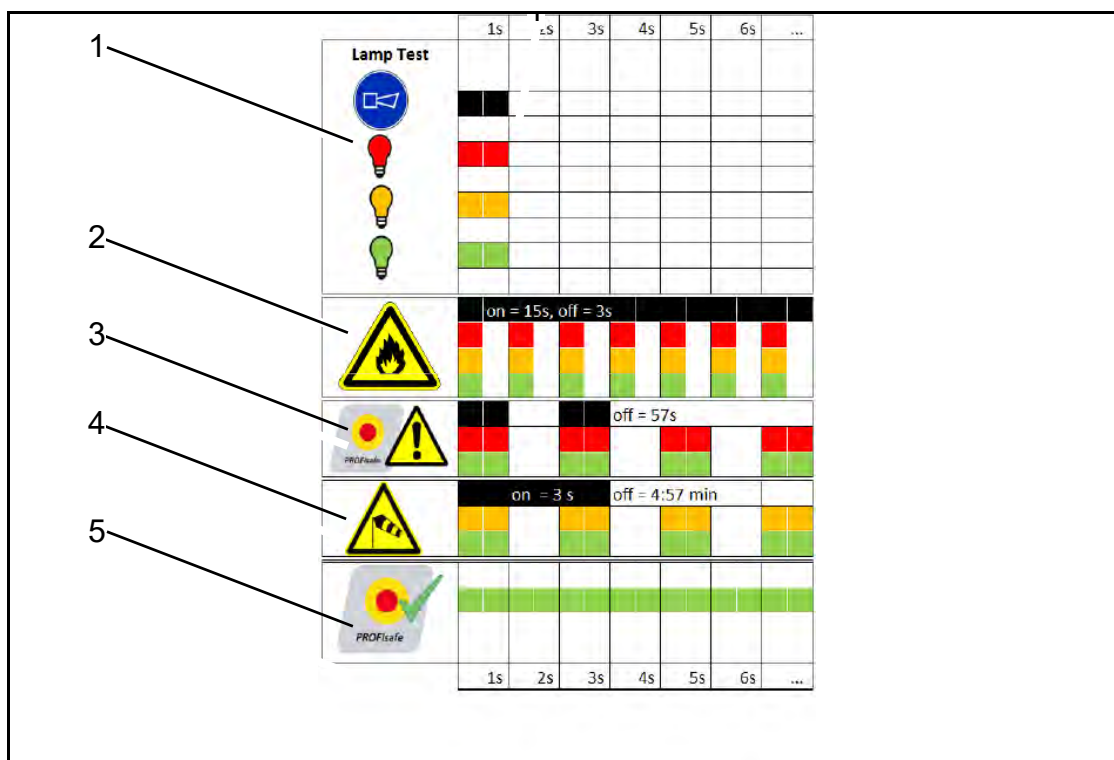 1s 2s 3s 4s 5s 6s ...
1
Lamp Test
2
on = 15s, off = 3s
3
off = 57s
PROFIsafe
4
on = 3 s off = 4:57 min
5
PROFIsafe
1s 2s 3s 4s 5s 6s ...